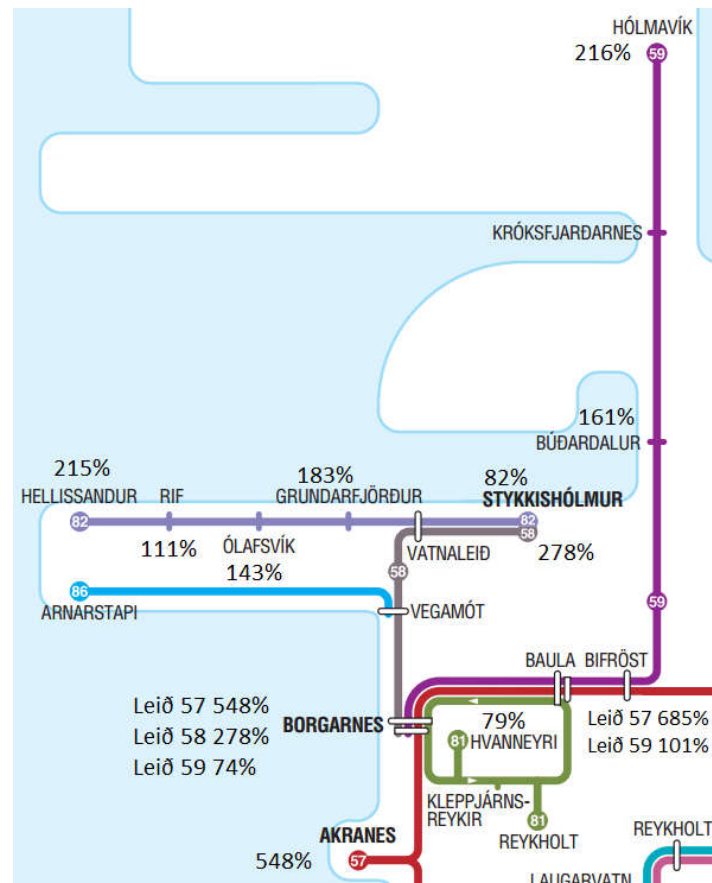 HÓLMAVÍK
216%
59
KRÓKSFJARÐARNES
161%
BÚÐARDALUR
215%
183%
82%
HELLISSANDUR RIF GRUNDARFJÖRÐUR STYKKISHÓLMUR
82
82
58
111% ÓLAFSVÍK VATNALEIÐ 278%
143%
58
86
59
ARNARSTAPI
VEGAMÓT
BAULA BIFRÖST
Leið 57 548%
Leið 58 278%
Leið 59 74%
BORGARNES
79%
81
HVANNEYRI
Leið 57 685%
Leið 59 101%
KLEPPJÁRNS-
REYKIR
81
REYKHOLT
AKRANES
548%
57
REYKHOLT
LAUGARVATN